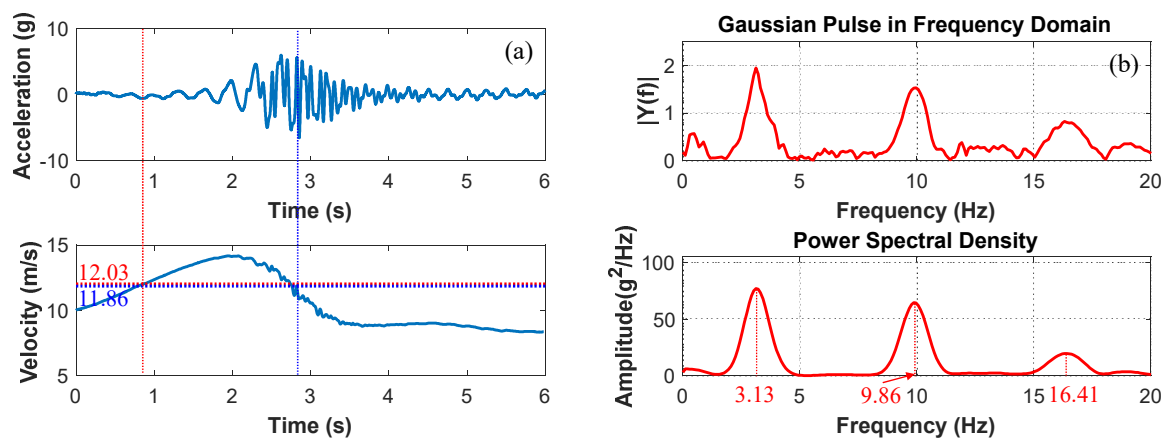 (a)
Acceleration (g)
10
0
-10
0 1 2 3 4 5 6
Time (s)
Velocity (m/s)
15
10
5
12.03
11.86
0 1 2 3 4 5 6
Time (s)
Gaussian Pulse in Frequency Domain
(b)
|Y(f)|
2
1
0
0 5 10 15 20
Frequency (Hz)
Power Spectral Density
Amplitude(g²/Hz)
100
50
0
3.13 9.86 16.41
0 5 10 15 20
Frequency (Hz)